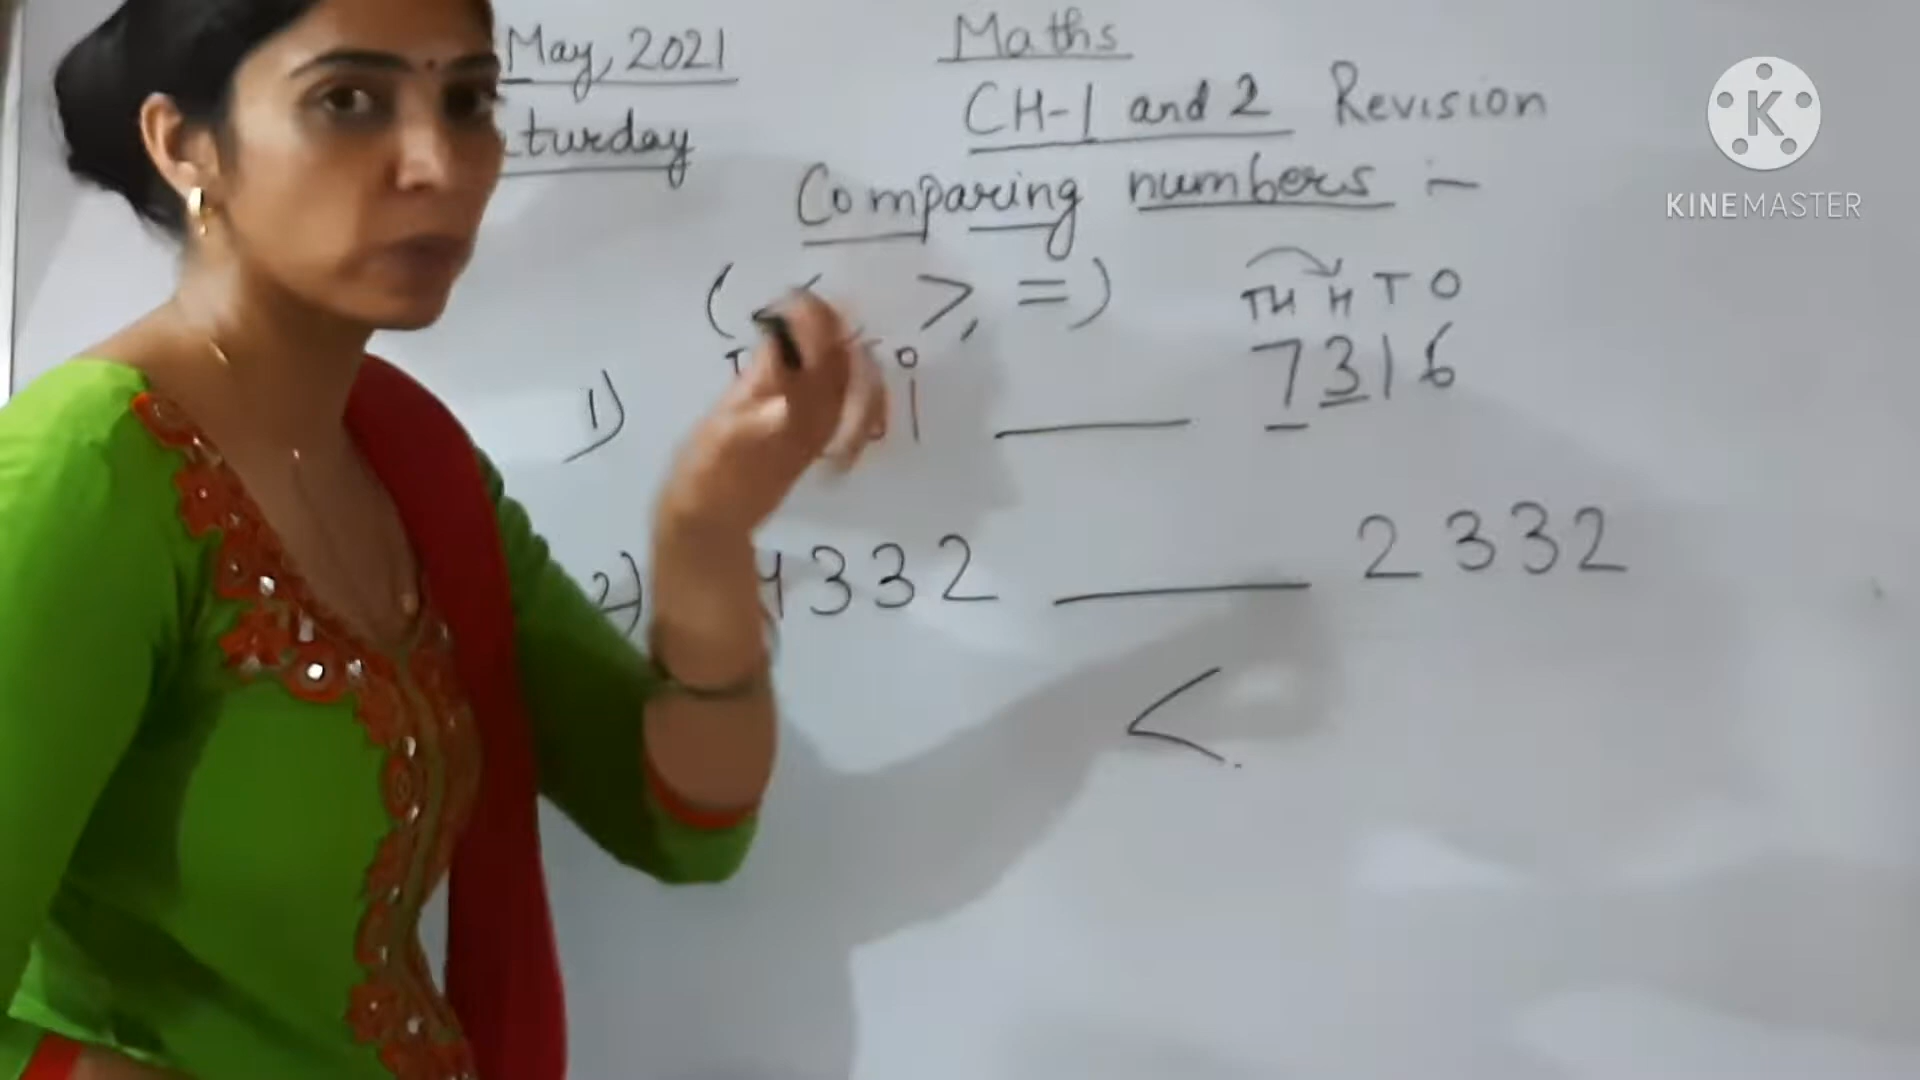 May, 2021
Maths
turday
CH-1 and 2 Revision
Comparing numbers :-
( < , >, = )
TH H T O
1) 1 ____ 7316
2) 4332 ____ 2332
<
K
KINEMASTER